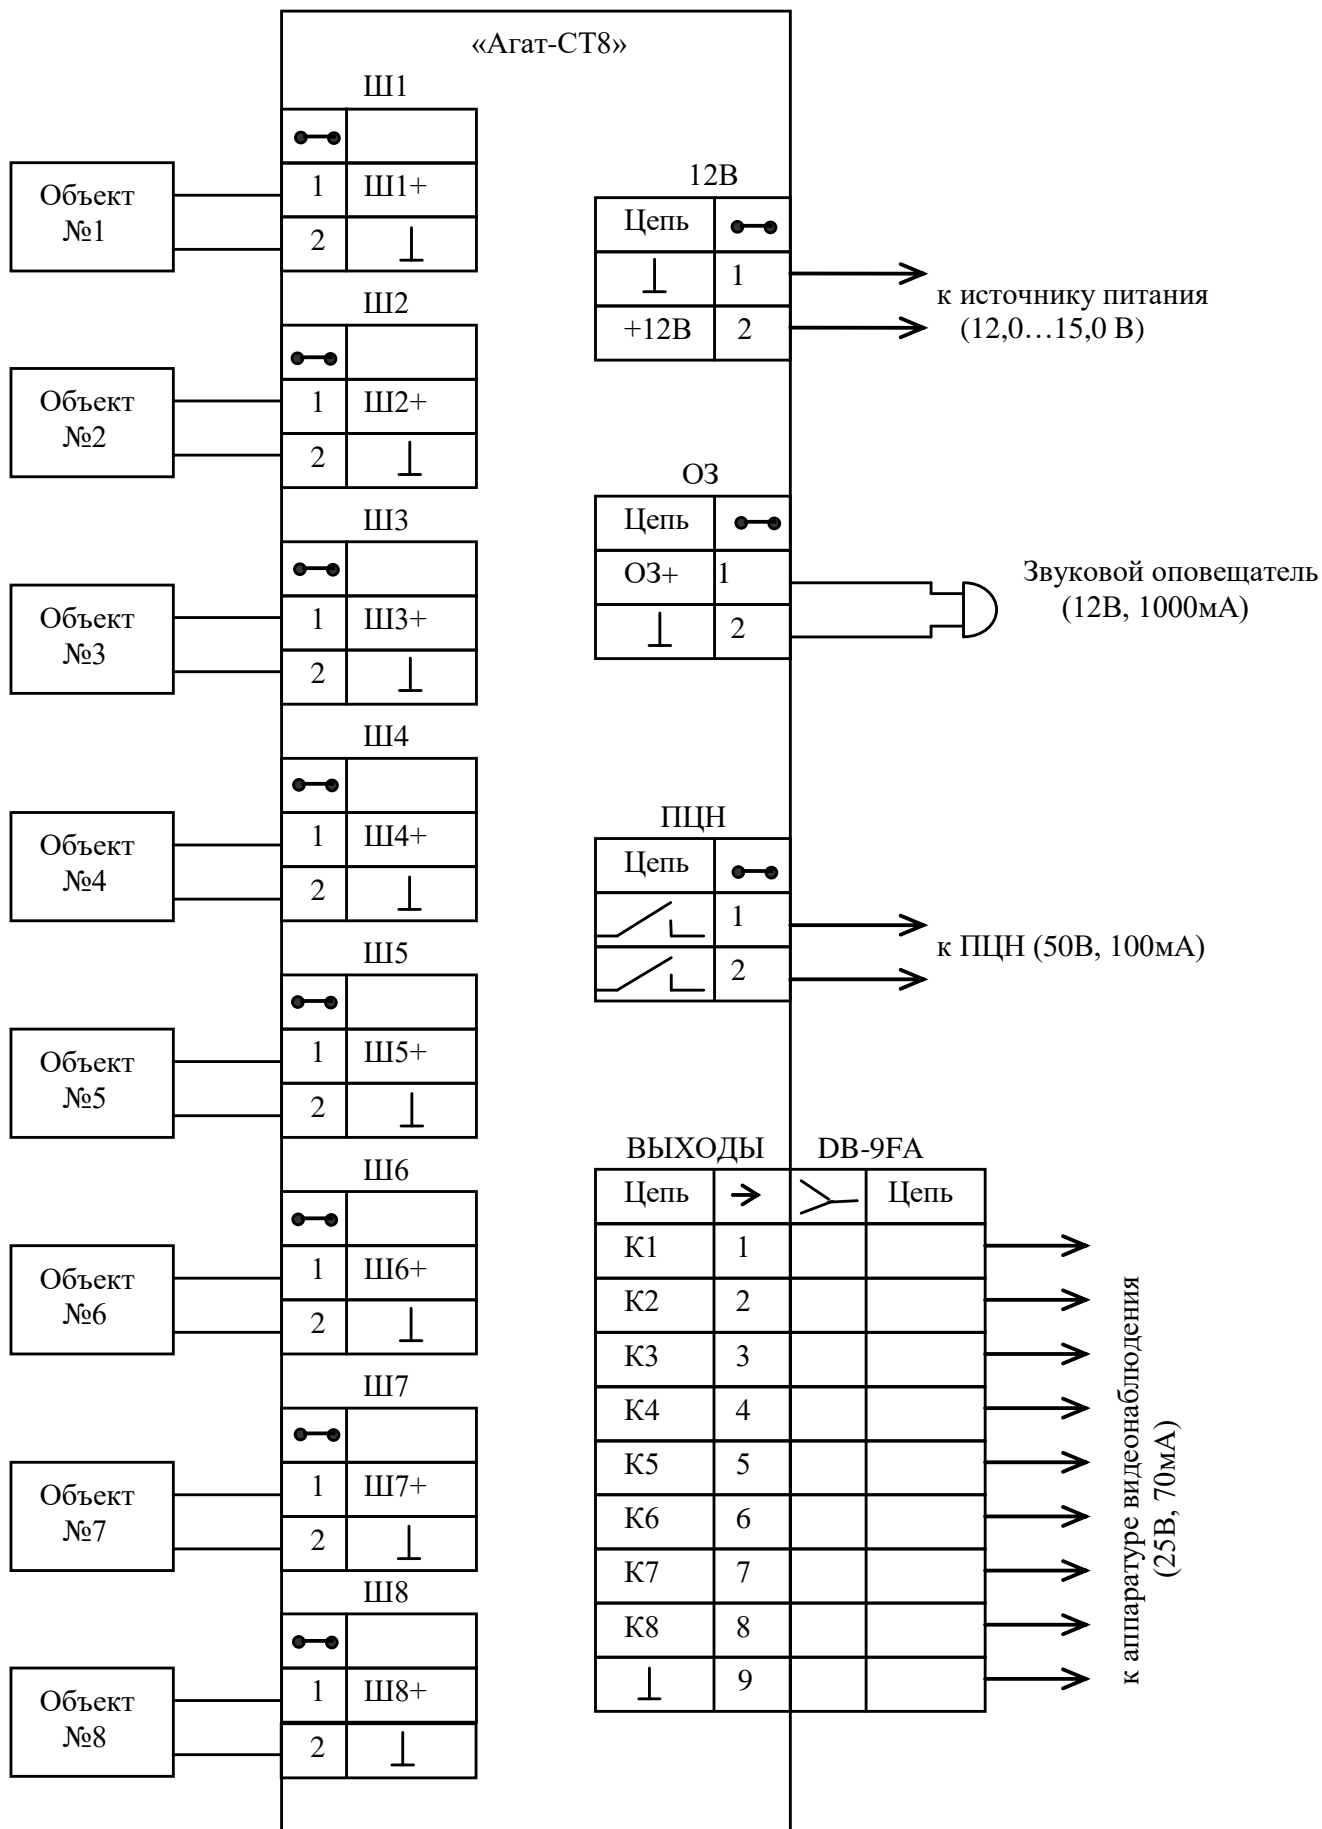 «Агат-СТ8»
Ш1
1 Ш1+
2
Объект
№1
Ш2
1 Ш2+
2
Объект
№2
Ш3
1 Ш3+
2
Объект
№3
Ш4
1 Ш4+
2
Объект
№4
Ш5
1 Ш5+
2
Объект
№5
Ш6
1 Ш6+
2
Объект
№6
Ш7
1 Ш7+
2
Объект
№7
Ш8
1 Ш8+
2
Объект
№8
12В
Цепь
1
+12В 2
к источнику питания
(12,0…15,0 В)
ОЗ
Цепь
ОЗ+ 1
2
Звуковой оповещатель
(12В, 1000мА)
ПЦН
Цепь
1
2
к ПЦН (50В, 100мА)
ВЫХОДЫ DB-9FA
Цепь Цепь
К1 1
К2 2
К3 3
К4 4
К5 5
К6 6
К7 7
К8 8
9
к аппаратуре видеонаблюдения
(25В, 70мА)